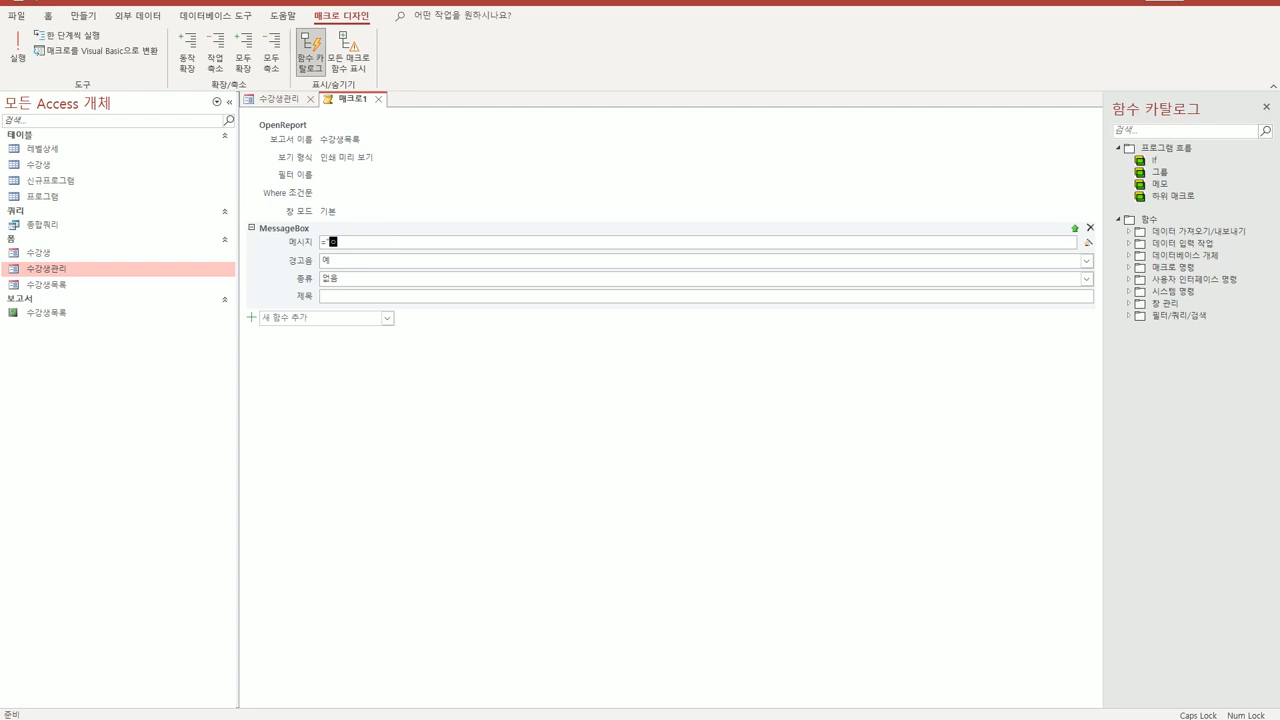 파일 홈 만들기 외부 데이터 데이터베이스 도구 도움말 매크로 디자인 어떤 작업을 원하시나요?
실행
한 단계씩 실행
매크로를 Visual Basic으로 변환
도구
동작 확장
작업 축소
모두 확장
모두 축소
확장/축소
함수 카탈로그
모든 매크로 함수 표시
표시/숨기기
모든 Access 개체
검색...
테이블
레벨상세
수강생
신규프로그램
프로그램
쿼리
종합쿼리
폼
수강생
수강생관리
수강생목록
보고서
수강생목록
수강생관리 매크로1
OpenReport
보고서 이름 수강생목록
보기 형식 인쇄 미리 보기
필터 이름
Where 조건문
창 모드 기본
MessageBox
메시지 ="ㅇ
경고음 예
종류 없음
제목
새 함수 추가
함수 카탈로그
검색...
프로그램 흐름
If
그룹
메모
하위 매크로
함수
데이터 가져오기/내보내기
데이터 입력 작업
데이터베이스 개체
매크로 명령
사용자 인터페이스 명령
시스템 명령
창 관리
필터/쿼리/검색
준비 Caps Lock Num Lock